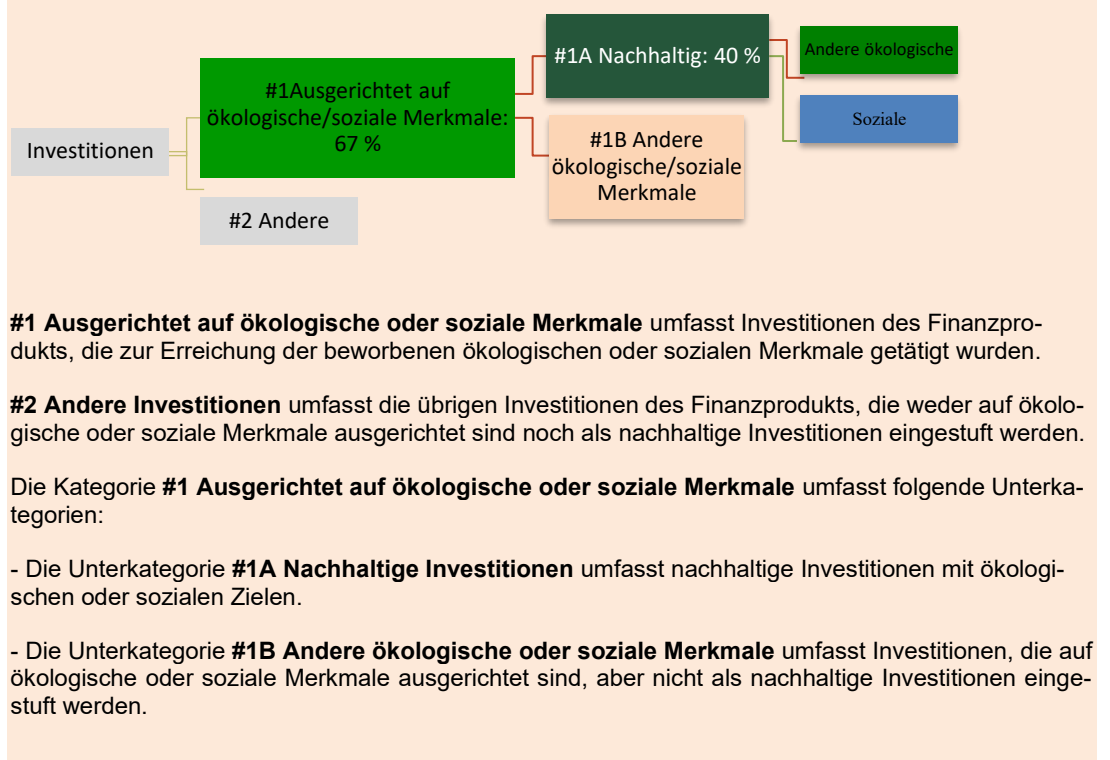 #1A Nachhaltig: 40 %
Andere ökologische
#1Ausgerichtet auf
ökologische/soziale Merkmale:
67 %
Soziale
Investitionen
#1B Andere
ökologische/soziale
Merkmale
#2 Andere
#1 Ausgerichtet auf ökologische oder soziale Merkmale umfasst Investitionen des Finanzpro-
dukts, die zur Erreichung der beworbenen ökologischen oder sozialen Merkmale getätigt wurden.
#2 Andere Investitionen umfasst die übrigen Investitionen des Finanzprodukts, die weder auf ökolo-
gische oder soziale Merkmale ausgerichtet sind noch als nachhaltige Investitionen eingestuft werden.
Die Kategorie #1 Ausgerichtet auf ökologische oder soziale Merkmale umfasst folgende Unterka-
tegorien:
- Die Unterkategorie #1A Nachhaltige Investitionen umfasst nachhaltige Investitionen mit ökologi-
schen oder sozialen Zielen.
- Die Unterkategorie #1B Andere ökologische oder soziale Merkmale umfasst Investitionen, die auf
ökologische oder soziale Merkmale ausgerichtet sind, aber nicht als nachhaltige Investitionen einge-
stuft werden.